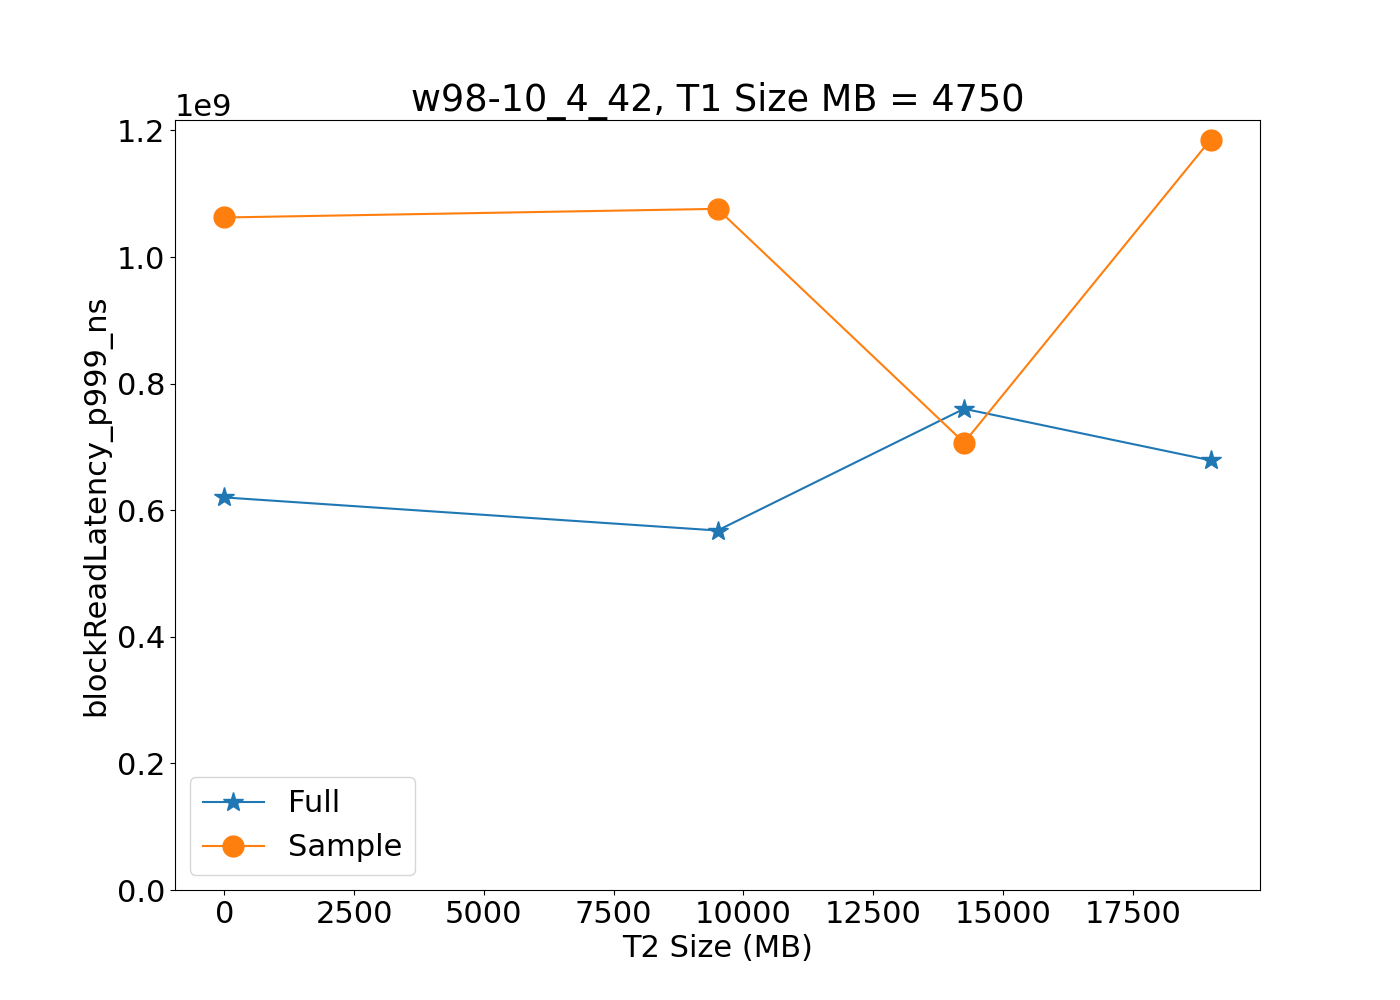 w98-10_4_42, T1 Size MB = 4750
1e9
1.2
1.0
0.8
0.6
0.4
0.2
0.0
blockReadLatency_p999_ns
Full
Sample
0 2500 5000 7500 10000 12500 15000 17500
T2 Size (MB)